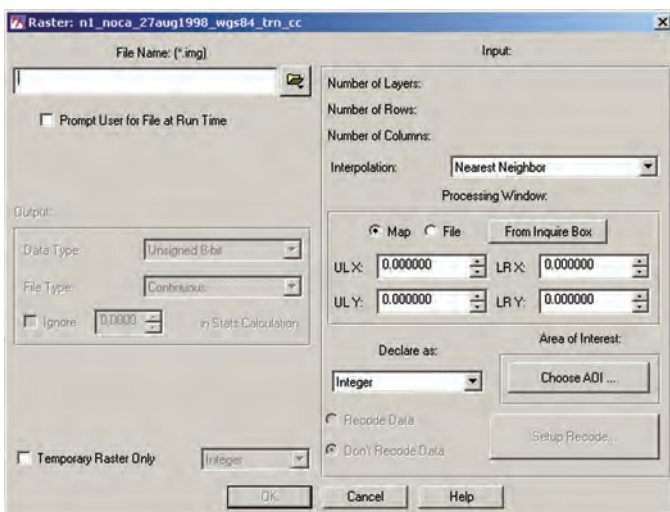 Raster: n1_noca_27aug1998_wgs84_trn_cc
File Name: (*.img)
Prompt User for File at Run Time
Output:
Data Type: Unsigned 8-bit
File Type: Continuous
Ignore 0.0000 in Stats Calculation
Temporary Raster Only Integer
Input:
Number of Layers:
Number of Rows:
Number of Columns:
Interpolation: Nearest Neighbor
Processing Window:
Map File From Inquire Box
UL X: 0.000000 LR X: 0.000000
UL Y: 0.000000 LR Y: 0.000000
Declare as: Area of Interest:
Integer Choose AOI ...
Recode Data
Don't Recode Data Setup Recode...
OK Cancel Help